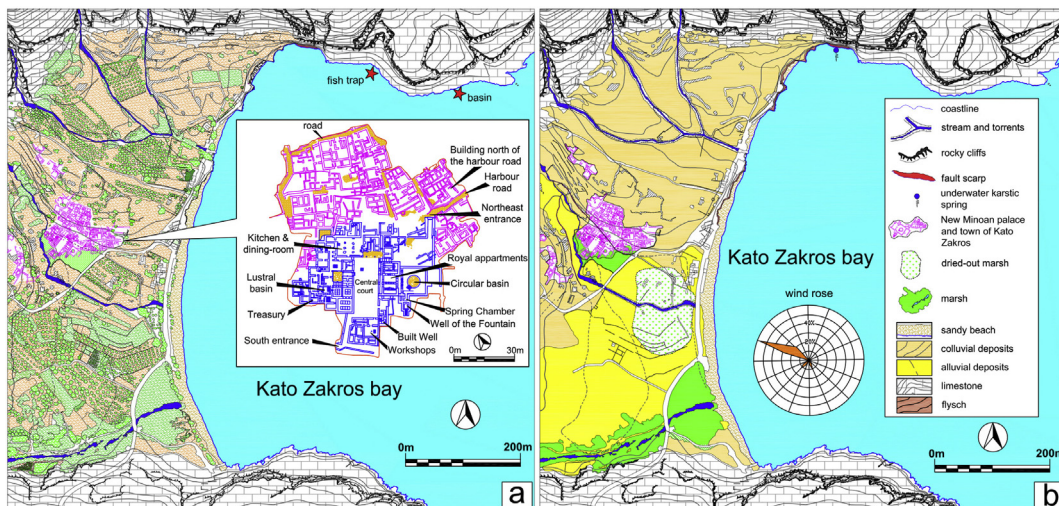 fish trap
basin
road
Building north
of the harbour road
Harbour
road
Northeast
entrance
Kitchen &
dining-room
Royal appartments
Lustral
basin
Central
court
Circular basin
Treasury
Spring Chamber
Well of the Fountain
Built Well
South entrance
Workshops
0m 30m
Kato Zakros bay
0m 200m
a
coastline
stream and torrents
rocky cliffs
fault scarp
underwater karstic
spring
New Minoan palace
and town of Kato
Zakros
dried-out marsh
marsh
sandy beach
colluvial deposits
alluvial deposits
limestone
flysch
Kato Zakros bay
wind rose
40%
20%
0m 200m
b